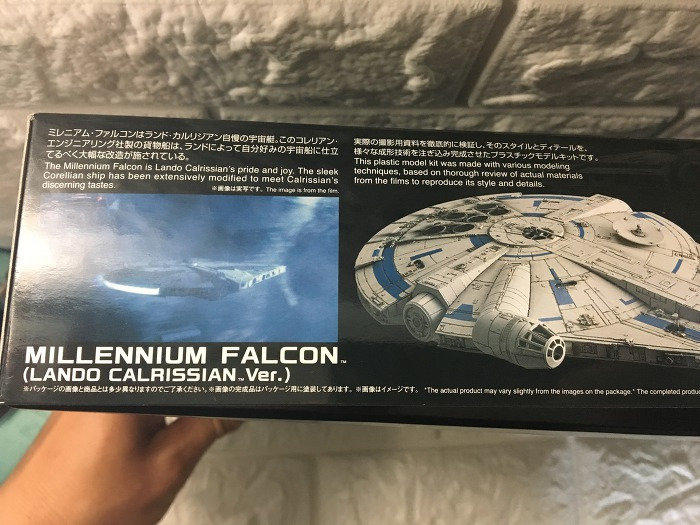 ミレニアム・ファルコンはランド・カルリジアン自慢の宇宙艇。このコレリアン・
エンジニアリング社製の貨物船は、ランドによって自分好みの宇宙船に仕立
てるべく大幅な改造が施されている。
The Millennium Falcon is Lando Calrissian's pride and joy. The sleek
Corellian ship has been extensively modified to meet Calrissian's
discerning tastes.
※画像は実写です。 The image is from the film.
実際の撮影用資料を徹底的に検証し、そのスタイルとディテールを、
様々な成形技術を注ぎ込み完成させたプラスチックモデルキットです。
This plastic model kit was made with various modeling
techniques, based on thorough review of actual materials
from the films to reproduce its style and details.
MILLENNIUM FALCON™
(LANDO CALRISSIAN™ Ver.)
※パッケージの画像と商品とは多少異なりますのでご了承ください。※画像の完成品はパッケージ用に塗装してあります。※画像はイメージです。 *The actual product may vary slightly from the images on the package. *The completed